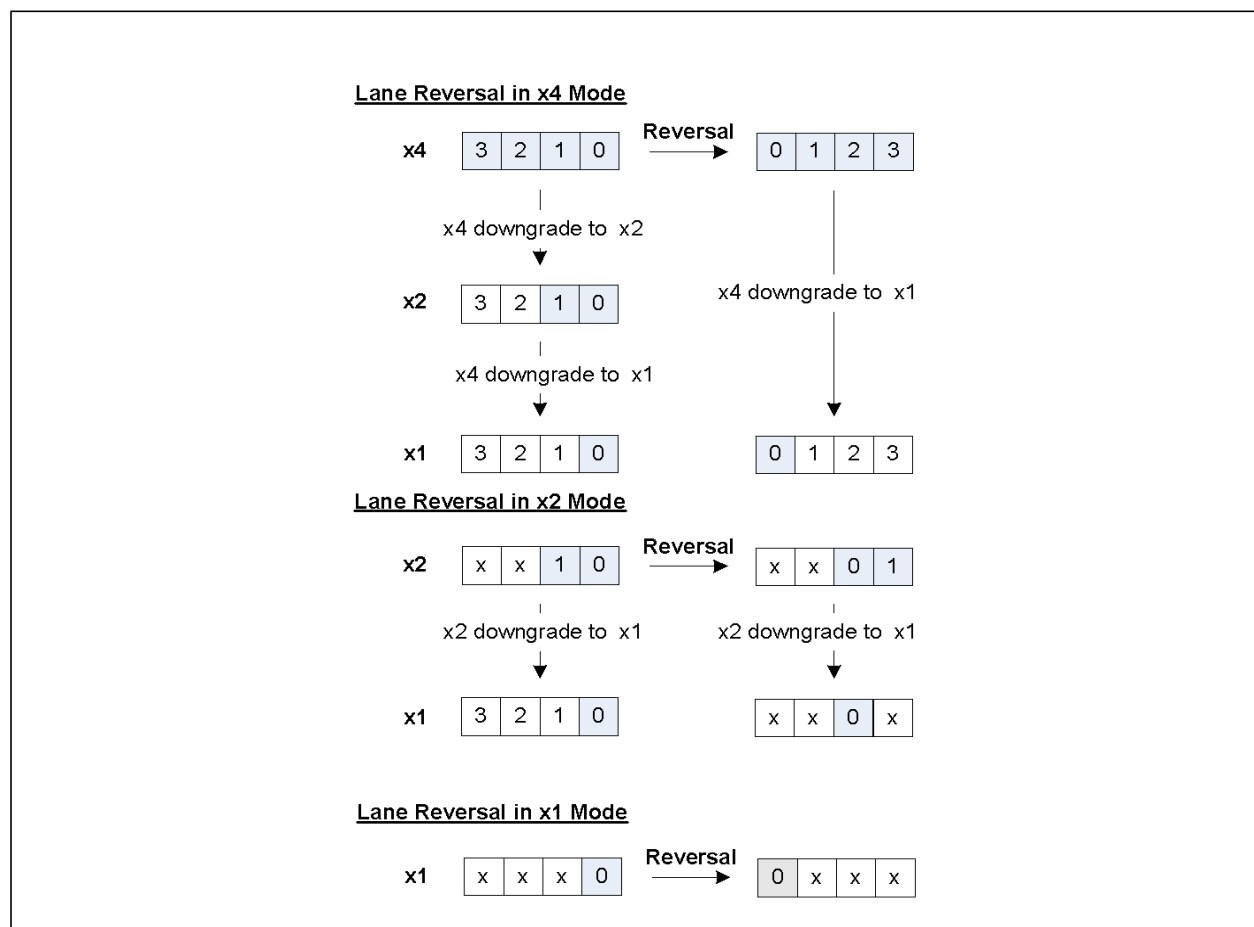 Lane Reversal in x4 Mode
x4 3 2 1 0 Reversal 0 1 2 3
x4 downgrade to x2
x2 3 2 1 0
x4 downgrade to x1
x4 downgrade to x1
x1 3 2 1 0 0 1 2 3
Lane Reversal in x2 Mode
x2 x x 1 0 Reversal x x 0 1
x2 downgrade to x1 x2 downgrade to x1
x1 3 2 1 0 x x 0 x
Lane Reversal in x1 Mode
x1 x x x 0 Reversal 0 x x x